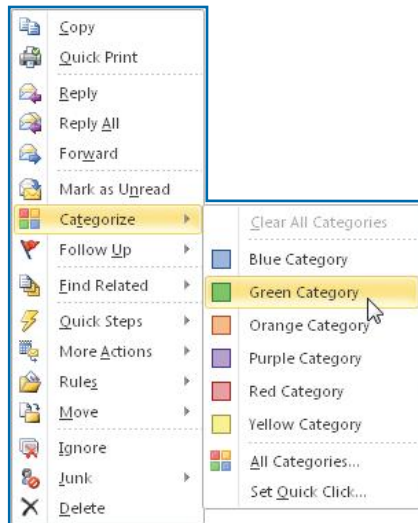 Copy
Quick Print
Reply
Reply All
Forward
Mark as Unread
Categorize
Follow Up
Find Related
Quick Steps
More Actions
Rules
Move
Ignore
Junk
Delete
Clear All Categories
Blue Category
Green Category
Orange Category
Purple Category
Red Category
Yellow Category
All Categories...
Set Quick Click...